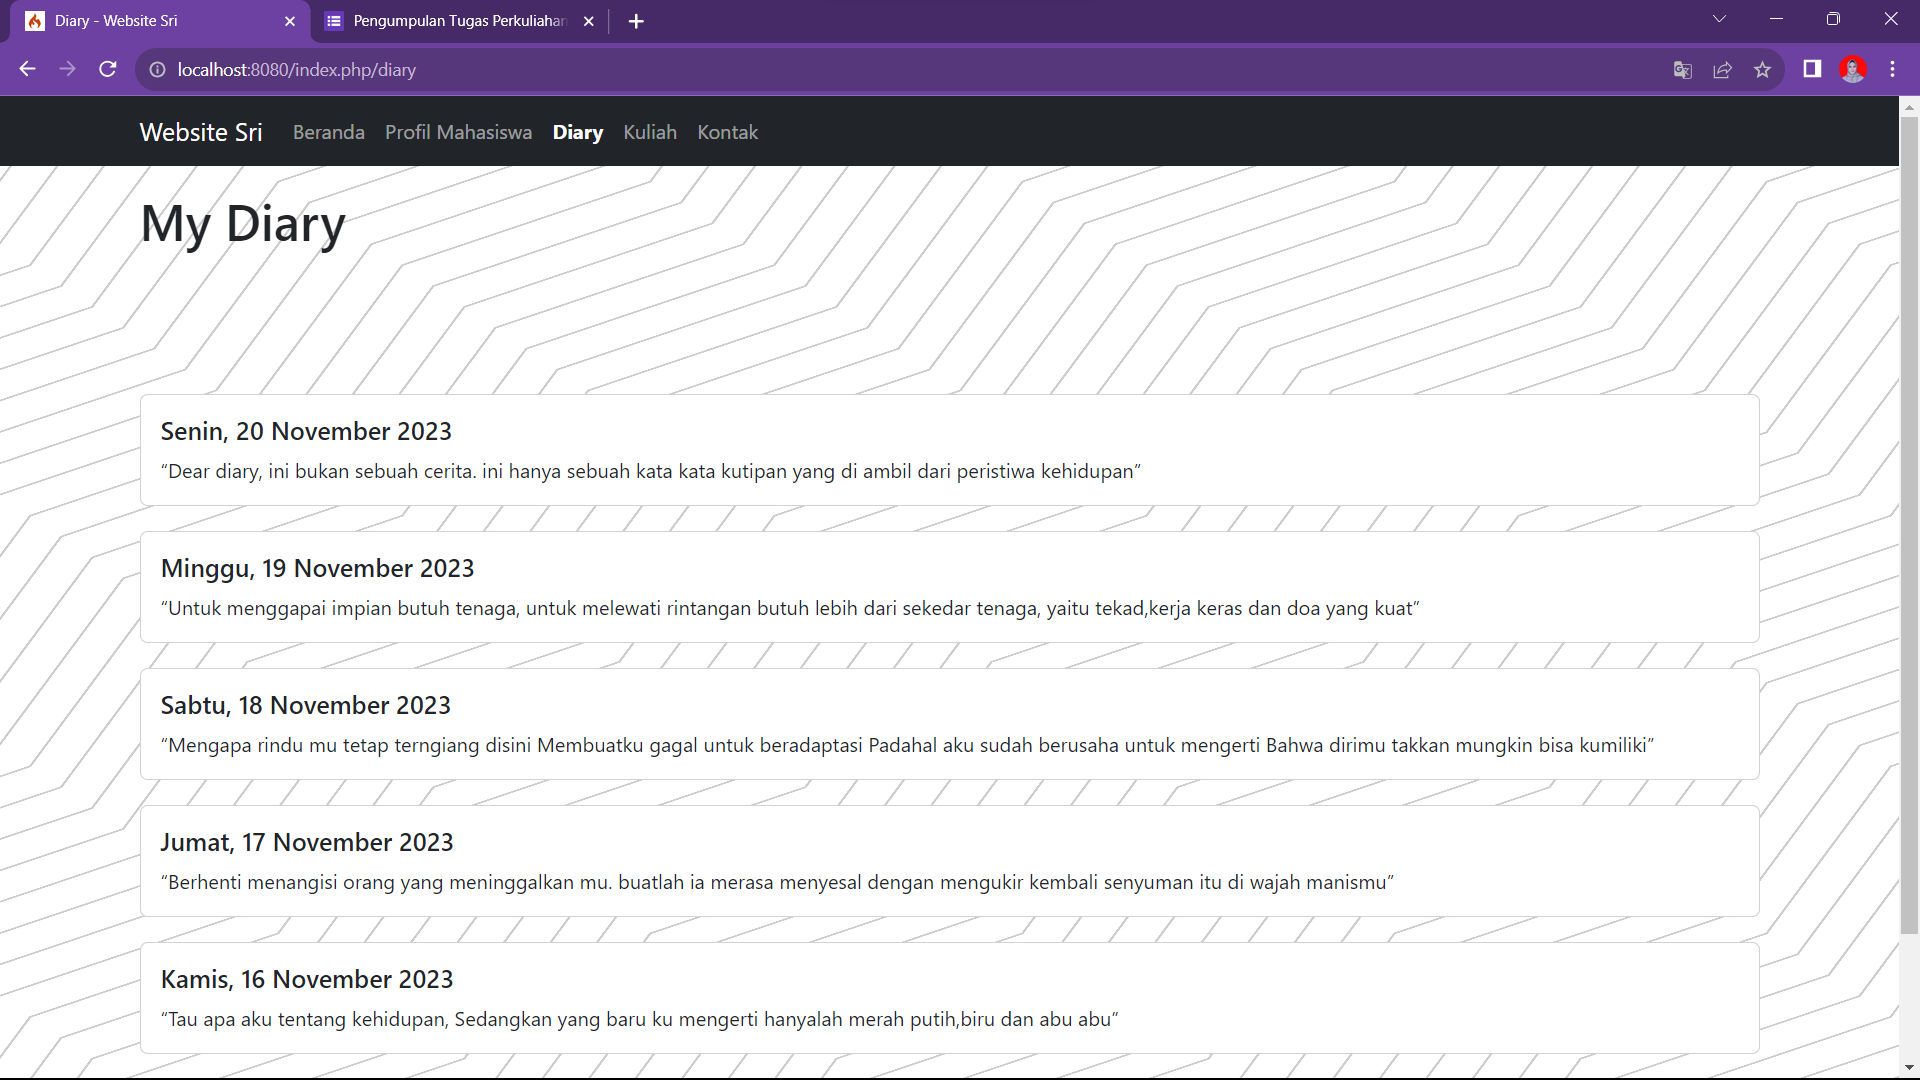 Diary - Website Sri
Pengumpulan Tugas Perkuliahan
localhost:8080/index.php/diary
Website Sri Beranda Profil Mahasiswa Diary Kuliah Kontak
My Diary
Senin, 20 November 2023
“Dear diary, ini bukan sebuah cerita. ini hanya sebuah kata kata kutipan yang di ambil dari peristiwa kehidupan”
Minggu, 19 November 2023
“Untuk menggapai impian butuh tenaga, untuk melewati rintangan butuh lebih dari sekedar tenaga, yaitu tekad,kerja keras dan doa yang kuat”
Sabtu, 18 November 2023
“Mengapa rindu mu tetap terngiang disini Membuatku gagal untuk beradaptasi Padahal aku sudah berusaha untuk mengerti Bahwa dirimu takkan mungkin bisa kumiliki”
Jumat, 17 November 2023
“Berhenti menangisi orang yang meninggalkan mu. buatlah ia merasa menyesal dengan mengukir kembali senyuman itu di wajah manismu”
Kamis, 16 November 2023
“Tau apa aku tentang kehidupan, Sedangkan yang baru ku mengerti hanyalah merah putih,biru dan abu abu”